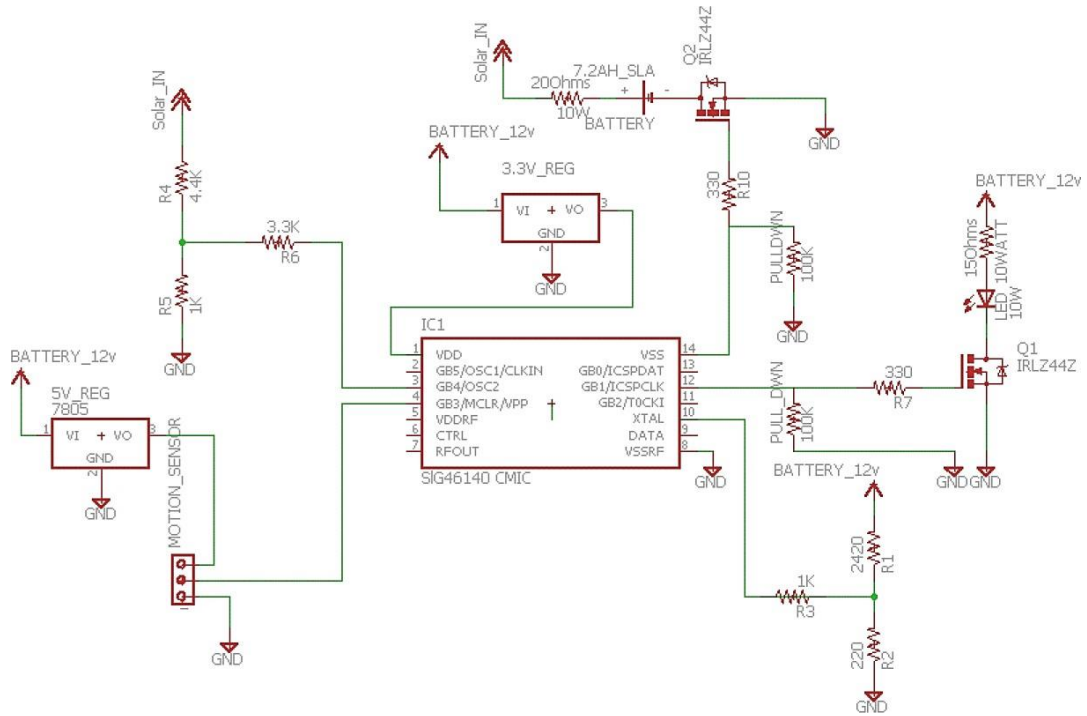 Solar_IN
R4
4.4K
3.3K
R6
R5
1K
GND
BATTERY_12v
5V_REG
7805
1
VI
+
VO
3
GND
2
GND
MOTION_SENSOR
1
GND
Solar_IN
20Ohms
10W
7.2AH_SLA
+
-
BATTERY
Q2
IRLZ44Z
GND
BATTERY_12v
3.3V_REG
1
VI
+
VO
3
GND
2
GND
330
R10
PULLDWN
100K
GND
IC1
1 VDD VSS 14
2 GB5/OSC1/CLKIN GB0/ICSPDAT 13
3 GB4/OSC2 GB1/ICSPCLK 12
4 GB3/MCLR/VPP GB2/T0CKI 11
5 VDDRF XTAL 10
6 CTRL DATA 9
7 RFOUT VSSRF 8
SlG46140 CMIC
GND
PULL_DWN
100K
GND
330
R7
BATTERY_12v
15Ohms
10WATT
LED
10W
Q1
IRLZ44Z
GND
BATTERY_12v
2420
R1
1K
R3
220
R2
GND